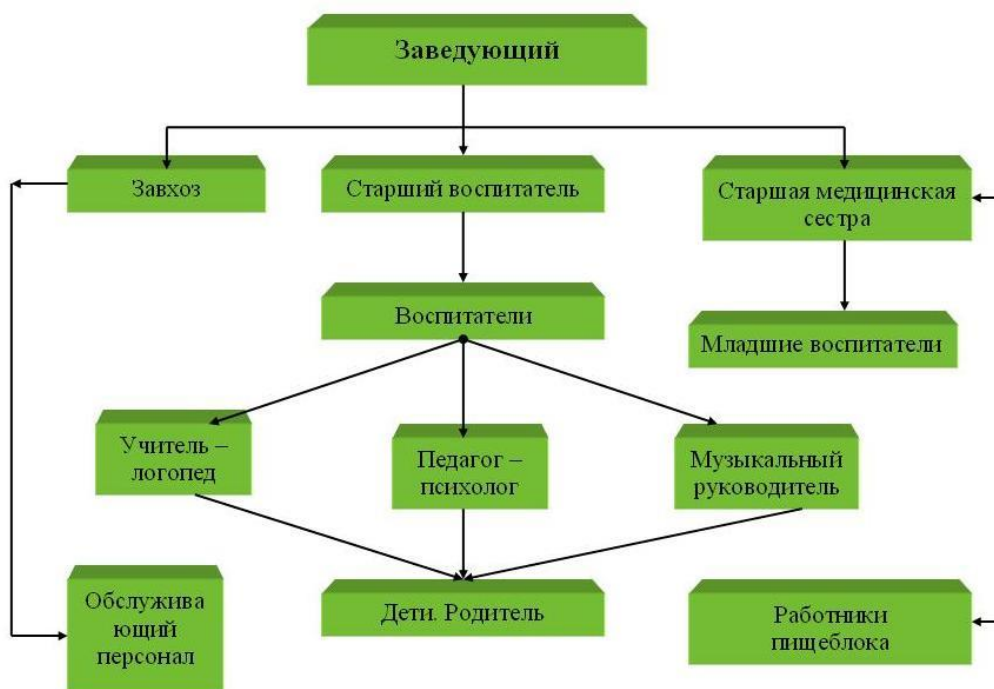 Заведующий
Завхоз
Старший воспитатель
Старшая медицинская
сестра
Воспитатели
Младшие воспитатели
Учитель –
логопед
Педагог –
психолог
Музыкальный
руководитель
Обслужива
ющий
персонал
Дети. Родитель
Работники
пищеблока